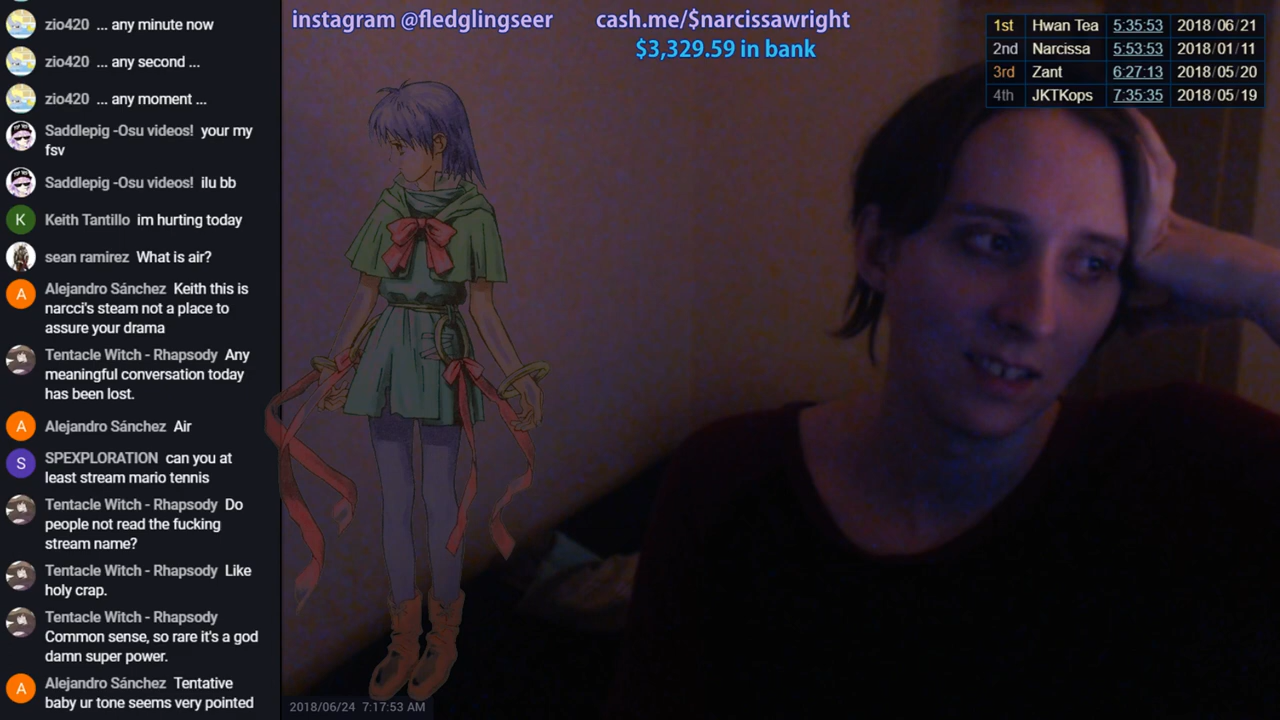 zio420 ... any minute now
zio420 ... any second ...
zio420 ... any moment ...
Saddlepig -Osu videos! your my
fsv
Saddlepig -Osu videos! ilu bb
K
Keith Tantillo im hurting today
sean ramirez What is air?
A
Alejandro Sánchez Keith this is
narcci's steam not a place to
assure your drama
Tentacle Witch - Rhapsody Any
meaningful conversation today
has been lost.
A
Alejandro Sánchez Air
S
SPEXPLORATION can you at
least stream mario tennis
Tentacle Witch - Rhapsody Do
people not read the fucking
stream name?
Tentacle Witch - Rhapsody Like
holy crap.
Tentacle Witch - Rhapsody
Common sense, so rare it's a god
damn super power.
A
Alejandro Sánchez Tentative
baby ur tone seems very pointed
instagram @fledglingseer
cash.me/$narcissawright
$3,329.59 in bank
1st Hwan Tea 5:35:53 2018/06/21
2nd Narcissa 5:53:53 2018/01/11
3rd Zant 6:27:13 2018/05/20
4th JKTKops 7:35:35 2018/05/19
2018/06/24 7:17:53 AM